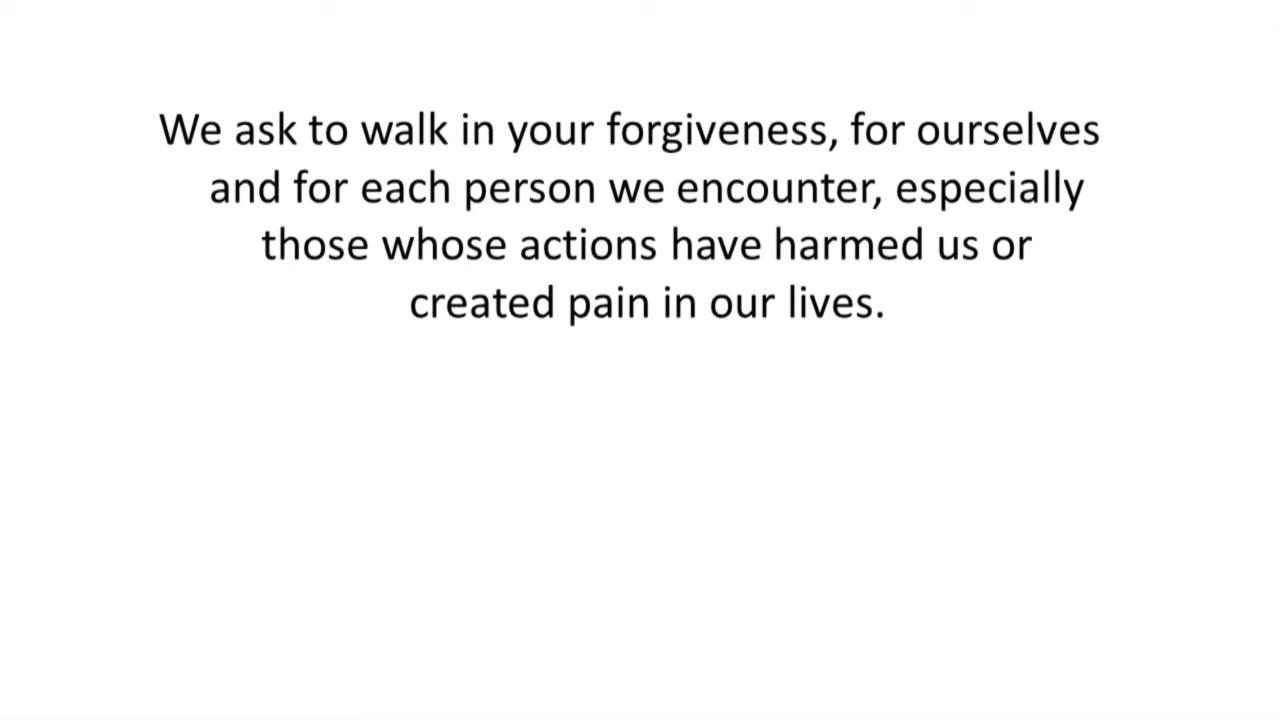 We ask to walk in your forgiveness, for ourselves
and for each person we encounter, especially
those whose actions have harmed us or
created pain in our lives.